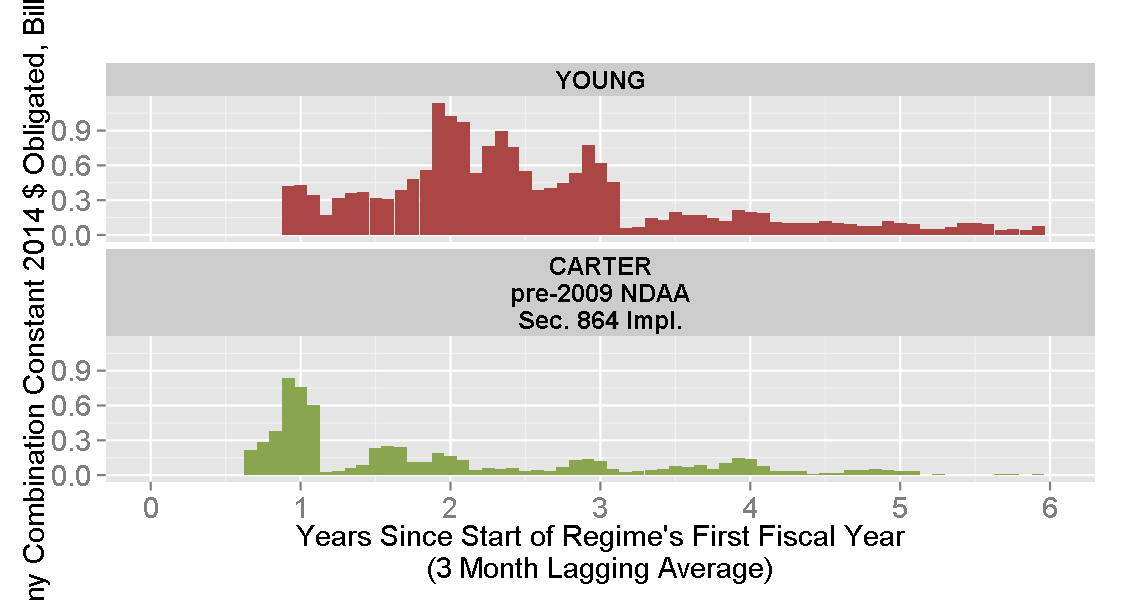 ny Combination Constant 2014 $ Obligated, Bill
YOUNG
0.9
0.6
0.3
0.0
CARTER
pre-2009 NDAA
Sec. 864 Impl.
0.9
0.6
0.3
0.0
0 1 2 3 4 5 6
Years Since Start of Regime's First Fiscal Year
(3 Month Lagging Average)